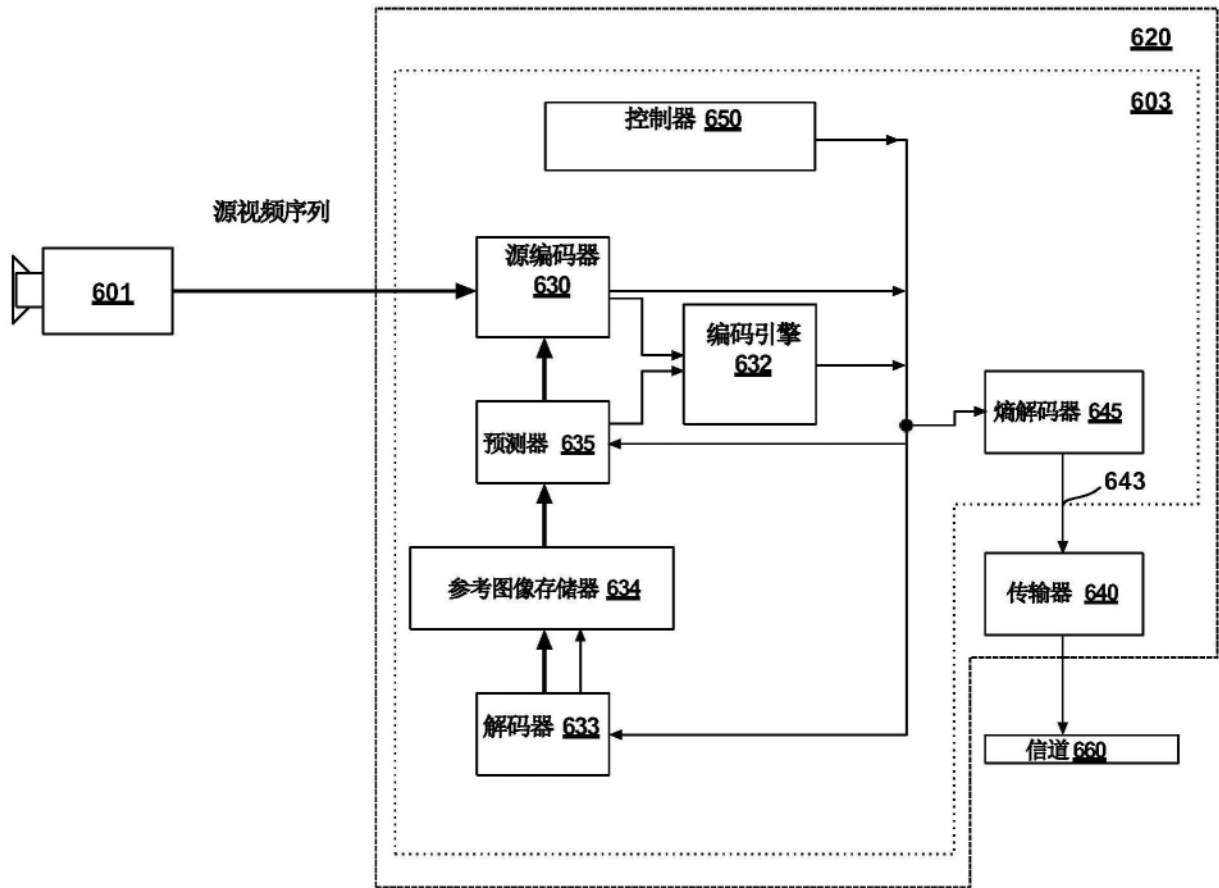 620
603
控制器 650
源视频序列
601
源编码器
630
编码引擎
632
熵解码器 645
预测器 635
643
参考图像存储器 634
传输器 640
解码器 633
信道 660